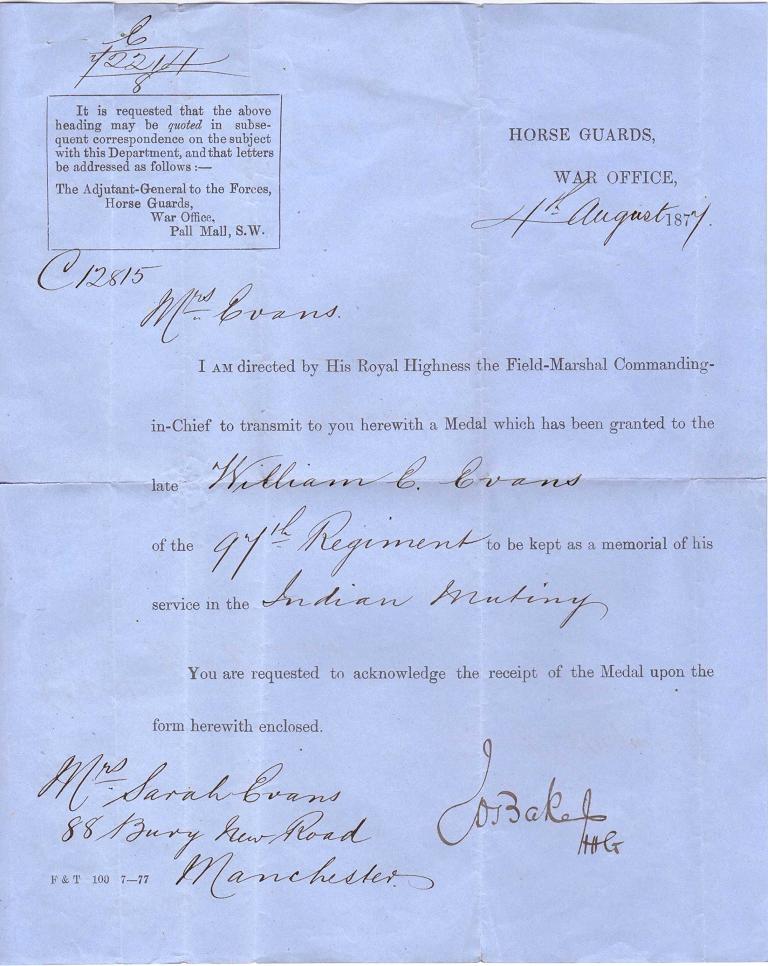 C
72214
8
It is requested that the above
heading may be quoted in subse-
quent correspondence on the subject
with this Department, and that letters
be addressed as follows :—
The Adjutant-General to the Forces,
Horse Guards,
War Office,
Pall Mall, S.W.
HORSE GUARDS,
WAR OFFICE,
4th August 1877.
C12815
Mrs Evans.
I AM directed by His Royal Highness the Field-Marshal Commanding-
in-Chief to transmit to you herewith a Medal which has been granted to the
late William C. Evans
of the 97th Regiment to be kept as a memorial of his
service in the Indian Mutiny
You are requested to acknowledge the receipt of the Medal upon the
form herewith enclosed.
Mrs Sarah Evans
88 Bury New Road
Manchester
F & T 100 7—77